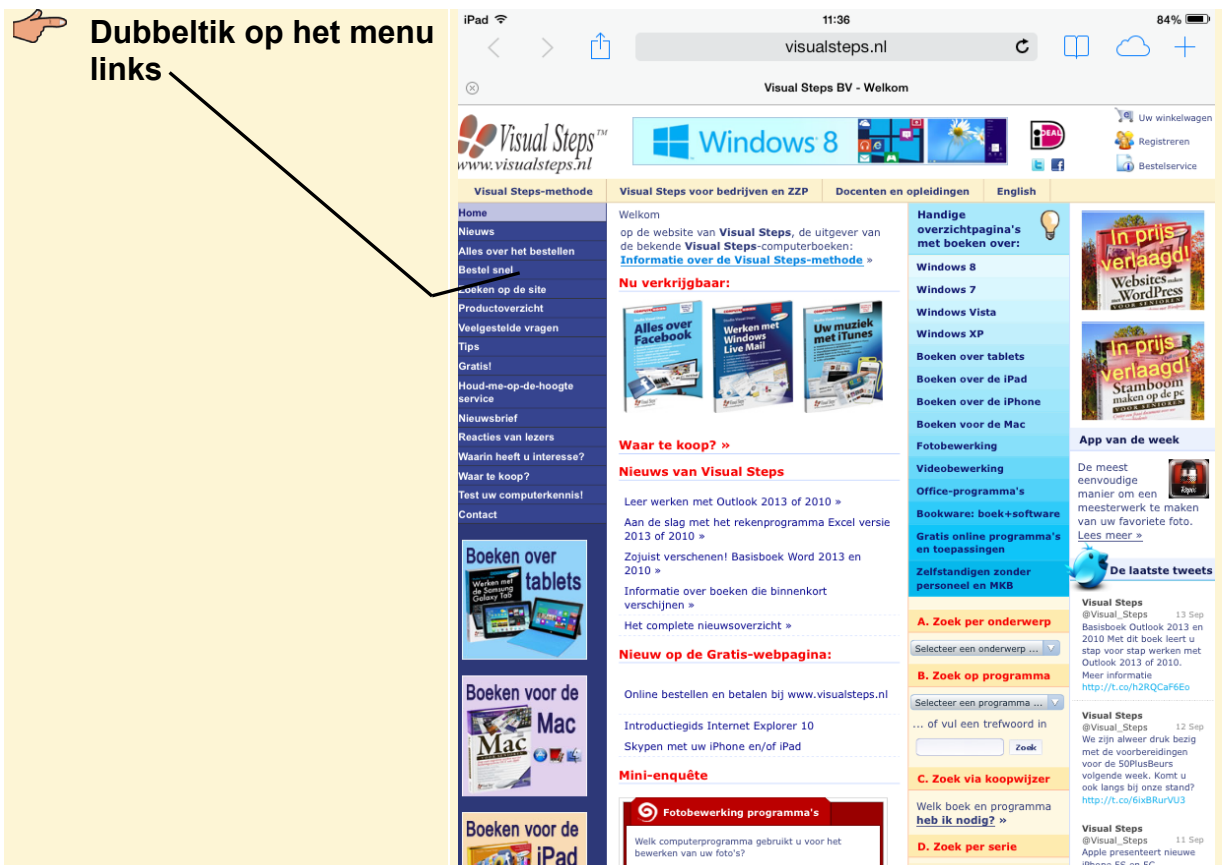 Dubbeltik op het menu
links
iPad
11:36
84%
visualsteps.nl
Visual Steps BV - Welkom
Visual Steps™
www.visualsteps.nl
Windows 8
iDEAL
Uw winkelwagen
Registreren
Bestelservice
Visual Steps-methode
Visual Steps voor bedrijven en ZZP
Docenten en opleidingen
English
Home
Nieuws
Alles over het bestellen
Bestel snel
Zoeken op de site
Productoverzicht
Veelgestelde vragen
Tips
Gratis!
Houd-me-op-de-hoogte
service
Nieuwsbrief
Reacties van lezers
Waarin heeft u interesse?
Waar te koop?
Test uw computerkennis!
Contact
Boeken over
tablets
Werken met
de Samsung
Galaxy Tab
Boeken voor de
Mac
Mac
Boeken voor de
iPad
Welkom
op de website van Visual Steps, de uitgever van
de bekende Visual Steps-computerboeken:
Informatie over de Visual Steps-methode »
Nu verkrijgbaar:
Alles over
Facebook
Werken met
Windows
Live Mail
Uw muziek
met iTunes
Waar te koop? »
Nieuws van Visual Steps
Leer werken met Outlook 2013 of 2010 »
Aan de slag met het rekenprogramma Excel versie
2013 of 2010 »
Zojuist verschenen! Basisboek Word 2013 en
2010 »
Informatie over boeken die binnenkort
verschijnen »
Het complete nieuwsoverzicht »
Nieuw op de Gratis-webpagina:
Online bestellen en betalen bij www.visualsteps.nl
Introductiegids Internet Explorer 10
Skypen met uw iPhone en/of iPad
Mini-enquête
Fotobewerking programma's
Welk computerprogramma gebruikt u voor het
bewerken van uw foto's?
Handige
overzichtpagina's
met boeken over:
Windows 8
Windows 7
Windows Vista
Windows XP
Boeken over tablets
Boeken over de iPad
Boeken over de iPhone
Boeken voor de Mac
Fotobewerking
Videobewerking
Office-programma's
Bookware: boek+software
Gratis online programma's
en toepassingen
Zelfstandigen zonder
personeel en MKB
A. Zoek per onderwerp
Selecteer een onderwerp ...
B. Zoek op programma
Selecteer een programma ...
... of vul een trefwoord in
Zoek
C. Zoek via koopwijzer
Welk boek en programma
heb ik nodig? »
D. Zoek per serie
In prijs
verlaagd!
Websites maken
met WordPress
VOOR SENIOREN
In prijs
verlaagd!
Stamboom
maken op de pc
VOOR SENIOREN
App van de week
De meest
eenvoudige
manier om een
meesterwerk te maken
van uw favoriete foto.
Lees meer »
De laatste tweets
Visual Steps
@Visual_Steps 13 Sep
Basisboek Outlook 2013 en
2010 Met dit boek leert u
stap voor stap werken met
Outlook 2013 of 2010.
Meer informatie
http://t.co/h2RQCaF6Eo
Visual Steps
@Visual_Steps 12 Sep
We zijn alweer druk bezig
met de voorbereidingen
voor de 50PlusBeurs
volgende week. Komt u
ook langs bij onze stand?
http://t.co/6ixBRurVU3
Visual Steps
@Visual_Steps 11 Sep
Apple presenteert nieuwe